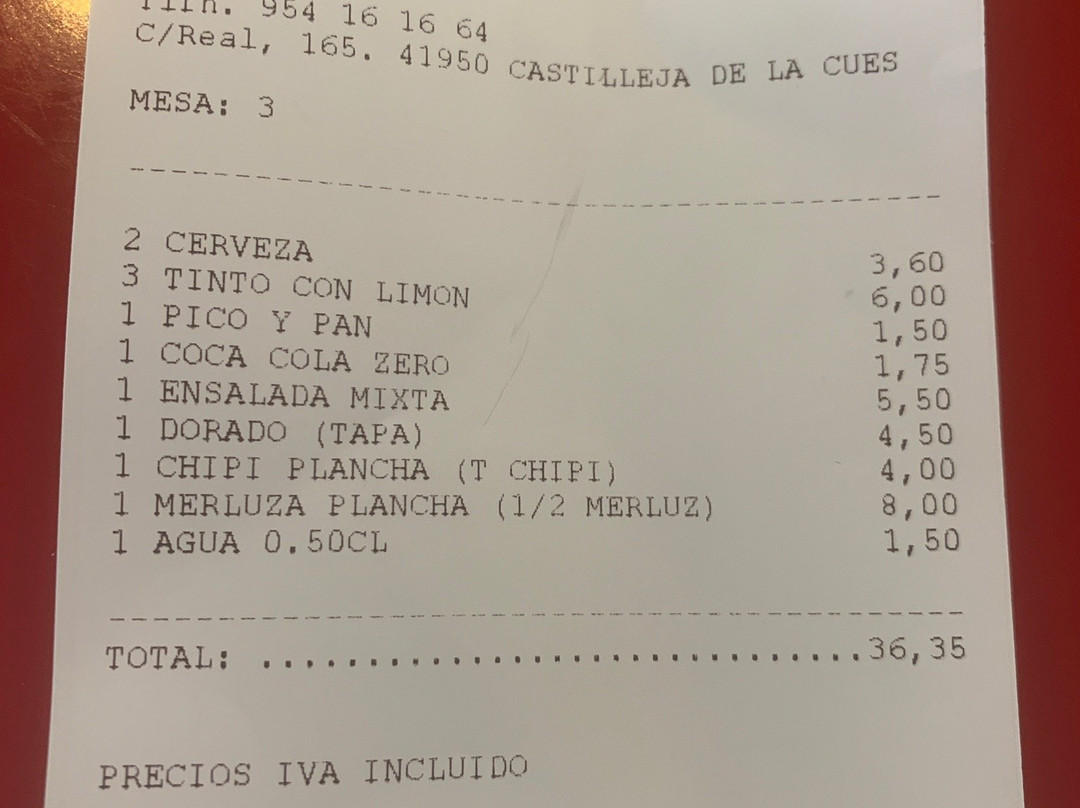 954 16 16 64
C/Real, 165. 41950 CASTILLEJA DE LA CUES
MESA: 3
2 CERVEZA 3,60
3 TINTO CON LIMON 6,00
1 PICO Y PAN 1,50
1 COCA COLA ZERO 1,75
1 ENSALADA MIXTA 5,50
1 DORADO (TAPA) 4,50
1 CHIPI PLANCHA (T CHIPI) 4,00
1 MERLUZA PLANCHA (1/2 MERLUZ) 8,00
1 AGUA 0.50CL 1,50
TOTAL: ..............................36,35
PRECIOS IVA INCLUIDO